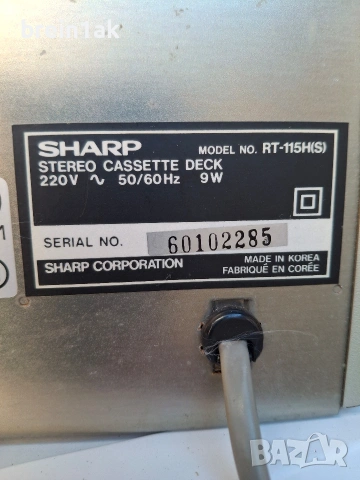 brainTak
SHARP
MODEL NO. RT-115H(S)
STEREO CASSETTE DECK
220V ∿ 50/60Hz 9W
SERIAL NO. 60102285
SHARP CORPORATION
MADE IN KOREA
FABRIQUÉ EN CORÉE
M
BAZAR